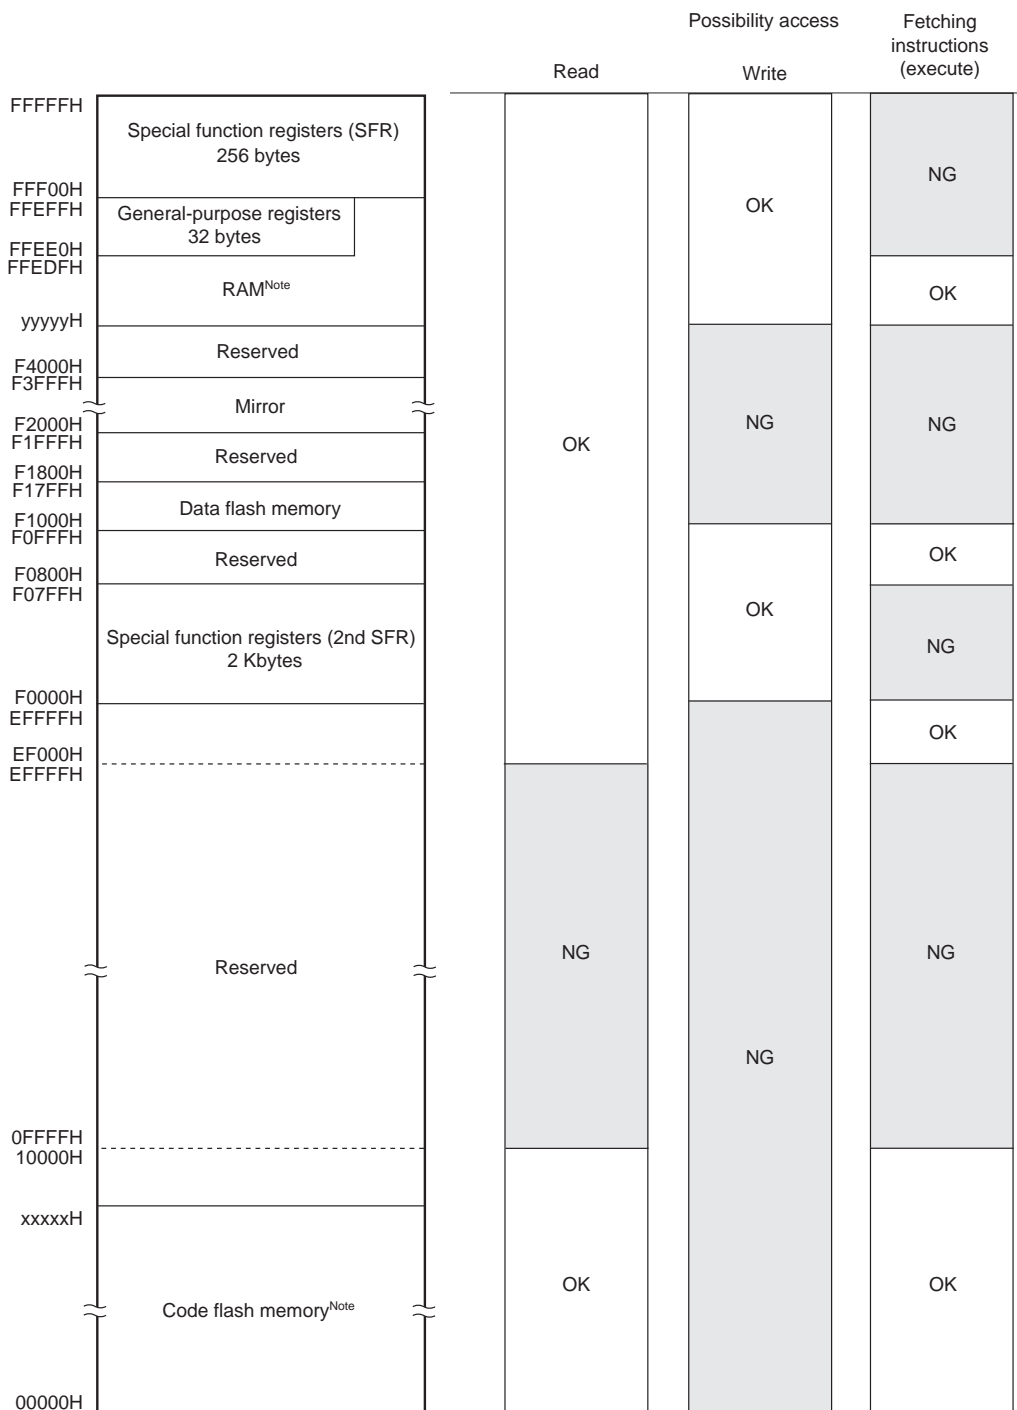 Possibility access
Fetching
instructions
(execute)
Read
Write
FFFFFH
Special function registers (SFR)
256 bytes
NG
FFF00H
FFEFFH
General-purpose registers
32 bytes
OK
FFEE0H
FFEDFH
RAMNote
OK
yyyyyH
Reserved
F4000H
F3FFFH
Mirror
NG
NG
F2000H
F1FFFH
OK
Reserved
F1800H
F17FFH
Data flash memory
F1000H
F0FFFH
Reserved
OK
F0800H
F07FFH
OK
Special function registers (2nd SFR)
2 Kbytes
NG
F0000H
EFFFFH
OK
EF000H
EFFFFH
NG
NG
Reserved
NG
0FFFFH
10000H
xxxxxH
OK
OK
Code flash memoryNote
00000H